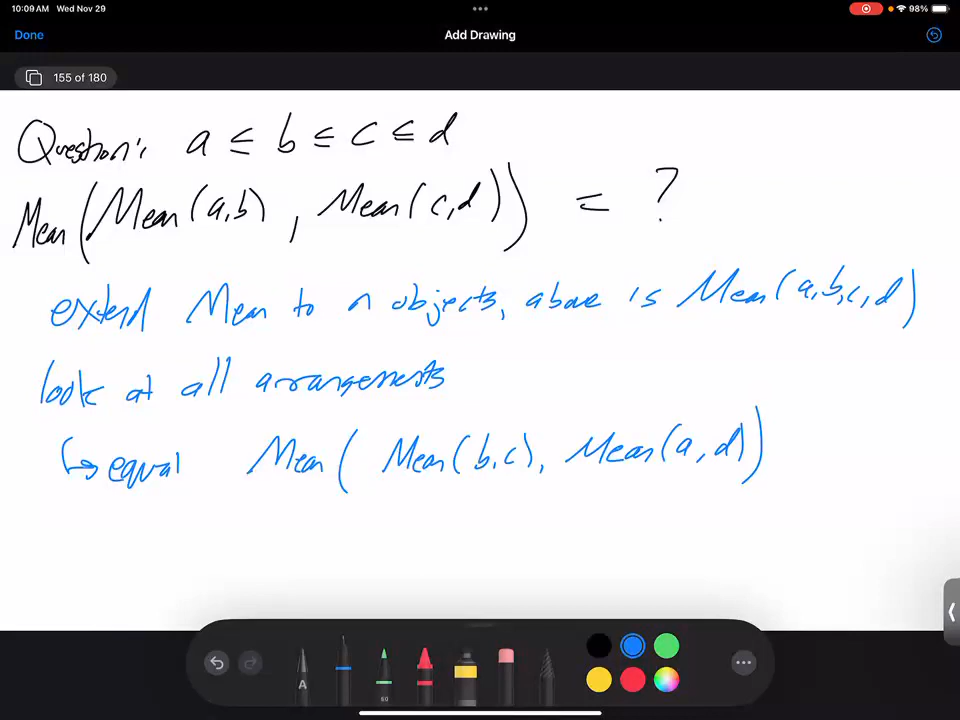 10:09 AM Wed Nov 29
98%
Done
Add Drawing
155 of 180
Question: a ≤ b ≤ c ≤ d
Mean(Mean(a,b), Mean(c,d)) = ?
extend Mean to n objects, above is Mean(a,b,c,d)
look at all arrangements
↳ equal Mean(Mean(b,c), Mean(a,d))
A
60